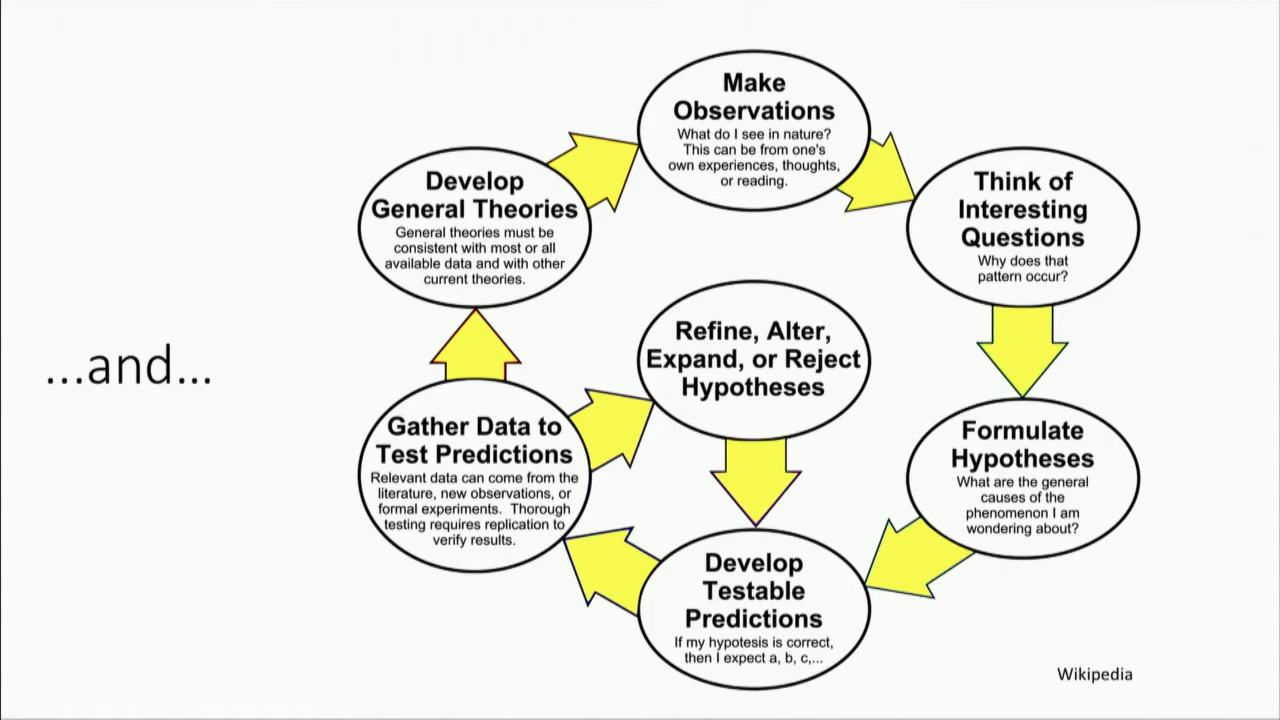 ...and...
Make
Observations
What do I see in nature?
This can be from one's
own experiences, thoughts,
or reading.
Think of
Interesting
Questions
Why does that
pattern occur?
Formulate
Hypotheses
What are the general
causes of the
phenomenon I am
wondering about?
Develop
Testable
Predictions
If my hypotesis is correct,
then I expect a, b, c,...
Gather Data to
Test Predictions
Relevant data can come from the
literature, new observations, or
formal experiments.  Thorough
testing requires replication to
verify results.
Refine, Alter,
Expand, or Reject
Hypotheses
Develop
General Theories
General theories must be
consistent with most or all
available data and with other
current theories.
Wikipedia